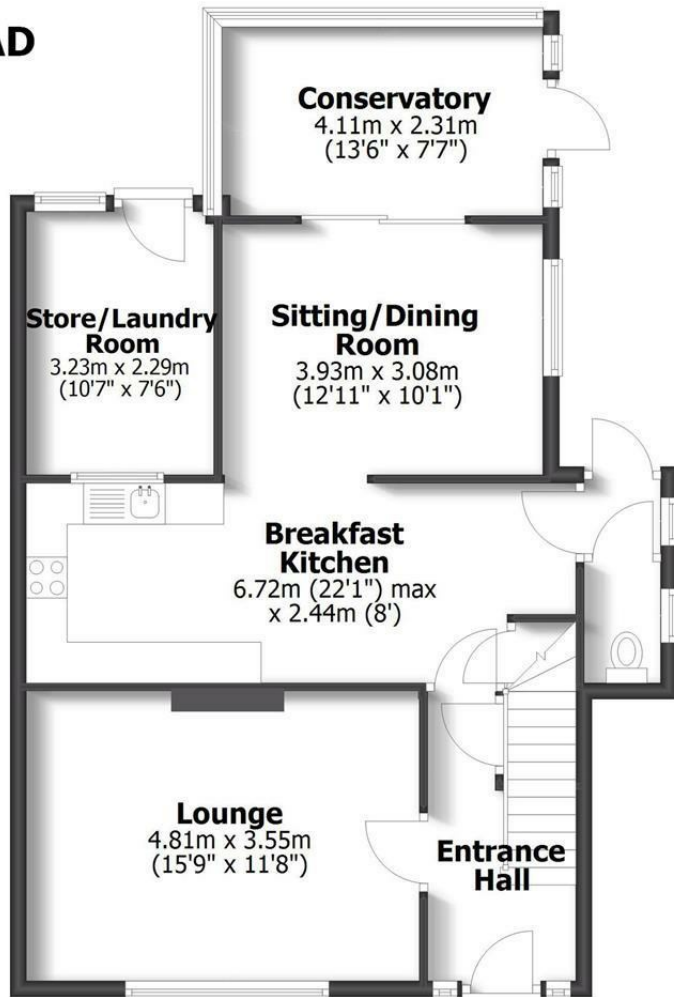 Conservatory
4.11m x 2.31m
(13'6" x 7'7")
Store/Laundry
Room
3.23m x 2.29m
(10'7" x 7'6")
Sitting/Dining
Room
3.93m x 3.08m
(12'11" x 10'1")
Breakfast
Kitchen
6.72m (22'1") max
x 2.44m (8')
Lounge
4.81m x 3.55m
(15'9" x 11'8")
Entrance
Hall